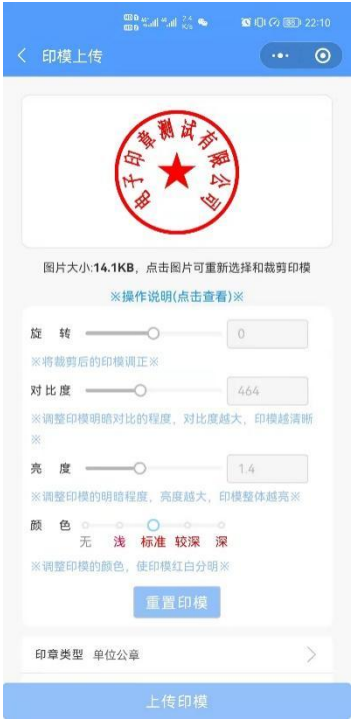 22:10
印模上传
电子印章测试有限公司
图片大小:14.1KB，点击图片可重新选择和裁剪印模
※操作说明(点击查看)※
旋 转 0
※将裁剪后的印模调正※
对比度 464
※调整印模明暗对比的程度，对比度越大，印模越清晰
※
亮 度 1.4
※调整印模的明暗程度，亮度越大，印模整体越亮※
颜 色
无 浅 标准 较深 深
※调整印模的颜色，使印模红白分明※
重置印模
印章类型 单位公章
上传印模